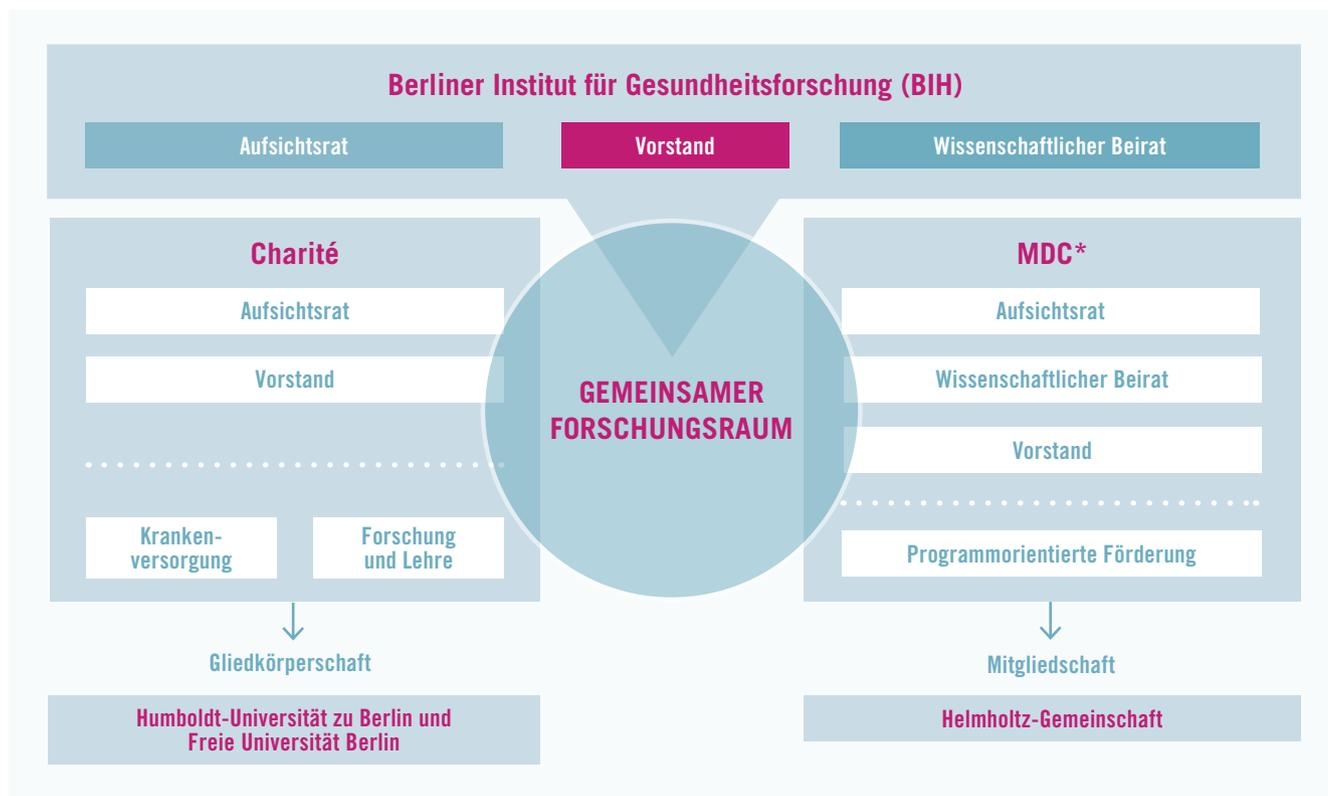 Berliner Institut für Gesundheitsforschung (BIH)
Aufsichtsrat
Vorstand
Wissenschaftlicher Beirat
Charité
Aufsichtsrat
Vorstand
Kranken-
versorgung
Forschung
und Lehre
GEMEINSAMER
FORSCHUNGSRAUM
MDC*
Aufsichtsrat
Wissenschaftlicher Beirat
Vorstand
Programmorientierte Förderung
Gliedkörperschaft
Humboldt-Universität zu Berlin und
Freie Universität Berlin
Mitgliedschaft
Helmholtz-Gemeinschaft